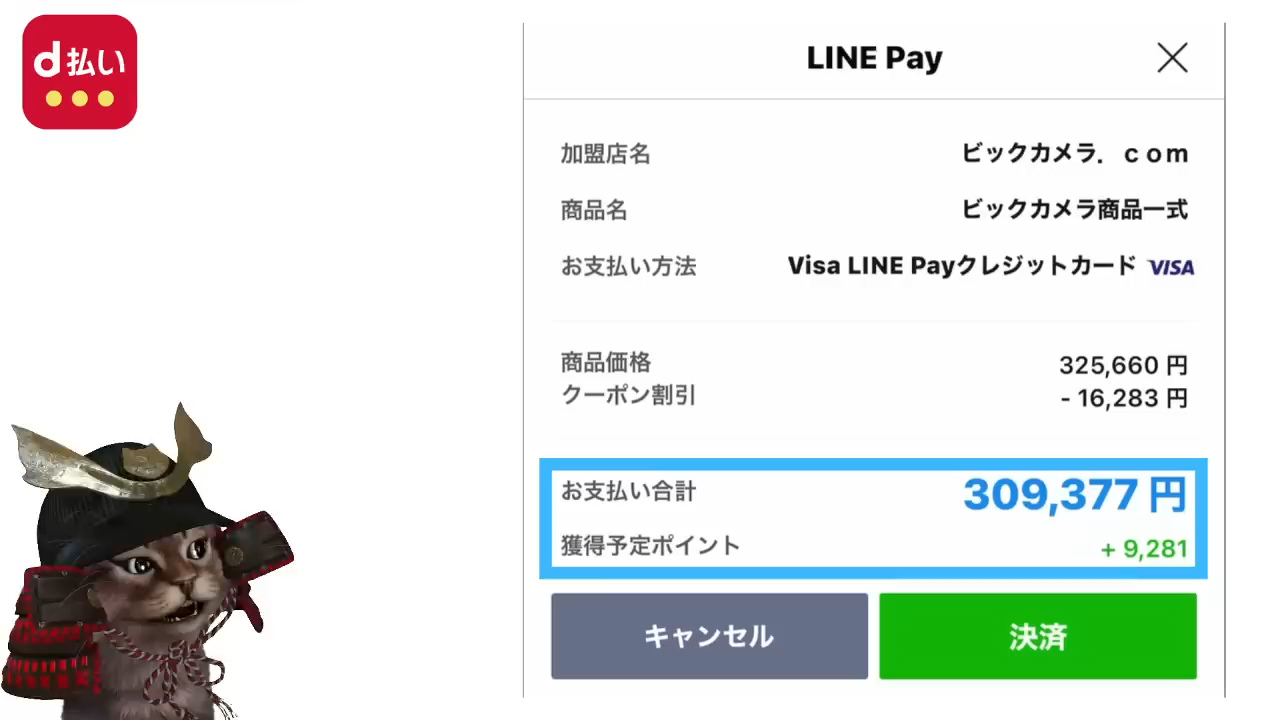 d払い
LINE Pay
加盟店名 ビックカメラ．ｃｏｍ
商品名 ビックカメラ商品一式
お支払い方法 Visa LINE Payクレジットカード VISA
商品価格 325,660 円
クーポン割引 - 16,283 円
お支払い合計 309,377 円
獲得予定ポイント + 9,281
キャンセル 決済